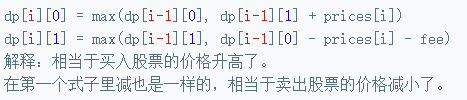 dp[i][0] = max(dp[i-1][0], dp[i-1][1] + prices[i])
dp[i][1] = max(dp[i-1][1], dp[i-1][0] - prices[i] - fee)
解释：相当于买入股票的价格升高了。
在第一个式子里减也是一样的，相当于卖出股票的价格减小了。